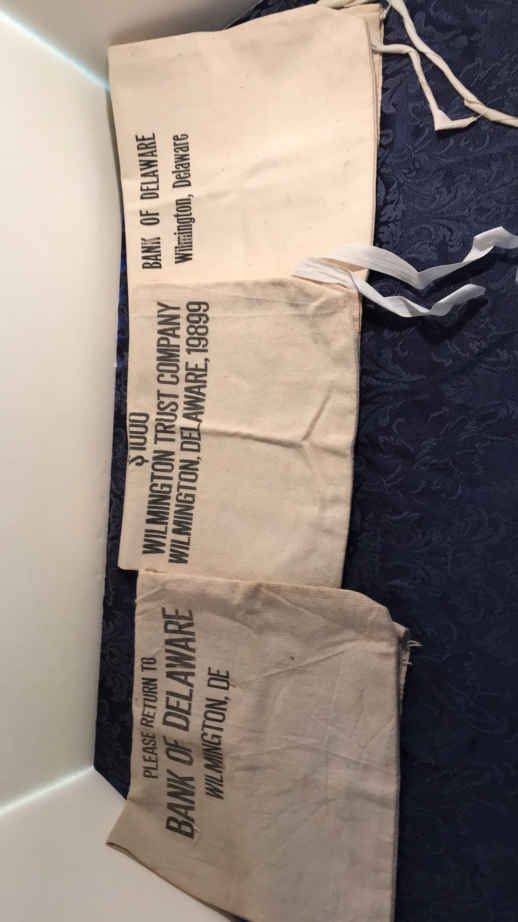 BANK OF DELAWARE
Wilmington, Delaware
$1000
WILMINGTON TRUST COMPANY
WILMINGTON, DELAWARE, 19899
PLEASE RETURN TO
BANK OF DELAWARE
WILMINGTON, DE